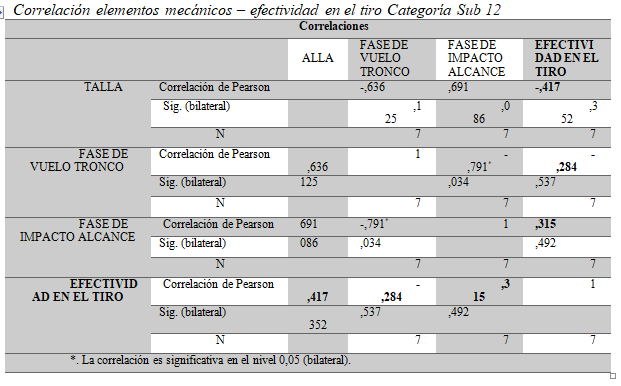 Correlación elementos mecánicos – efectividad en el tiro Categoría Sub 12
Correlaciones
ALLA
FASE DE
VUELO
TRONCO
FASE DE
IMPACTO
ALCANCE
EFECTIVI
DAD EN EL
TIRO
TALLA Correlación de Pearson -,636 ,691 -,417
Sig. (bilateral) ,1 ,0 ,3
25 86 52
N 7 7 7
FASE DE
VUELO TRONCO
Correlación de Pearson 1 - -
,636 ,791* ,284
Sig. (bilateral) 125 ,034 ,537
N 7 7 7
FASE DE
IMPACTO ALCANCE
Correlación de Pearson 691 -,791* 1 ,315
Sig. (bilateral) 086 ,034 ,492
N 7 7 7
EFECTIVID
AD EN EL TIRO
Correlación de Pearson - ,3 1
,417 ,284 15
Sig. (bilateral) ,537 ,492
352
N 7 7 7
*. La correlación es significativa en el nivel 0,05 (bilateral).